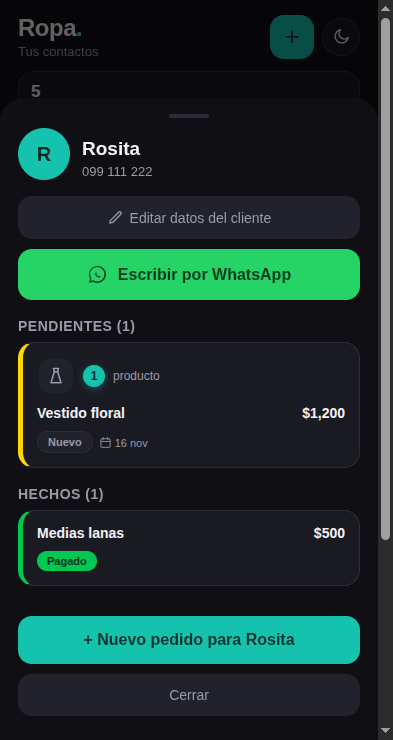 Ropa.
Tus contactos
5
R
Rosita
099 111 222
Editar datos del cliente
Escribir por WhatsApp
PENDIENTES (1)
1 producto
Vestido floral $1,200
Nuevo 16 nov
HECHOS (1)
Medias lanas $500
Pagado
+ Nuevo pedido para Rosita
Cerrar